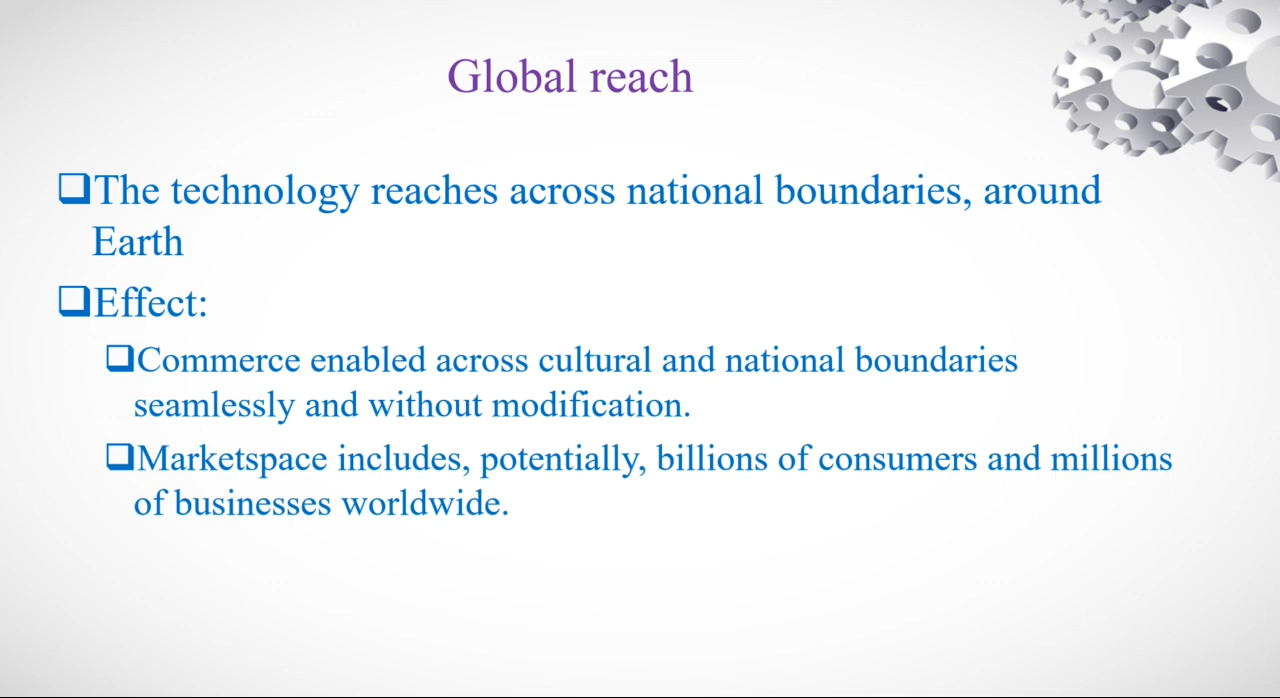 Global reach
❑The technology reaches across national boundaries, around
Earth
❑Effect:
❑Commerce enabled across cultural and national boundaries
seamlessly and without modification.
❑Marketspace includes, potentially, billions of consumers and millions
of businesses worldwide.